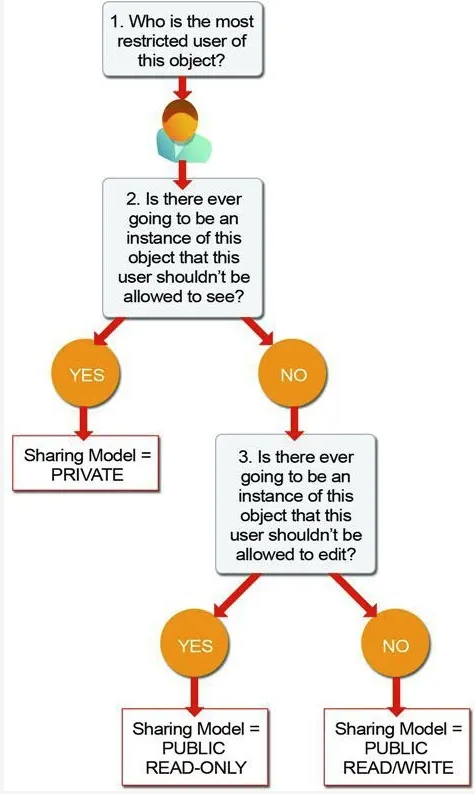 1. Who is the most
restricted user of
this object?
2. Is there ever
going to be an
instance of this
object that this
user shouldn't be
allowed to see?
YES
NO
Sharing Model =
PRIVATE
3. Is there ever
going to be an
instance of this
object that this
user shouldn't be
allowed to edit?
YES
NO
Sharing Model =
PUBLIC
READ-ONLY
Sharing Model =
PUBLIC
READ/WRITE